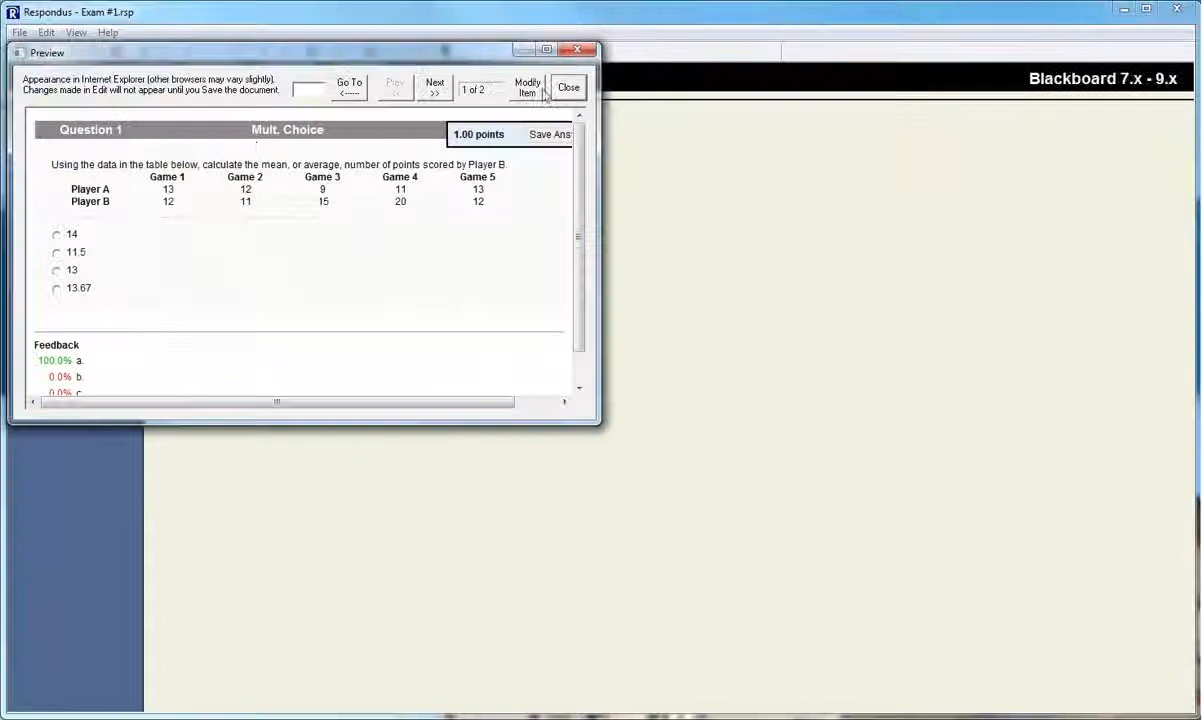 Respondus - Exam #1.rsp
File Edit View Help
Preview
Appearance in Internet Explorer (other browsers may vary slightly).
Changes made in Edit will not appear until you Save the document.
Go To
<-----
Prev
<<
Next
>>
1 of 2
Modify
Item
Close
Blackboard 7.x - 9.x
Question 1 Mult. Choice 1.00 points Save Ans
Using the data in the table below, calculate the mean, or average, number of points scored by Player B.
Game 1 Game 2 Game 3 Game 4 Game 5
Player A 13 12 9 11 13
Player B 12 11 15 20 12
14
11.5
13
13.67
Feedback
100.0% a.
0.0% b.
0.0% c.